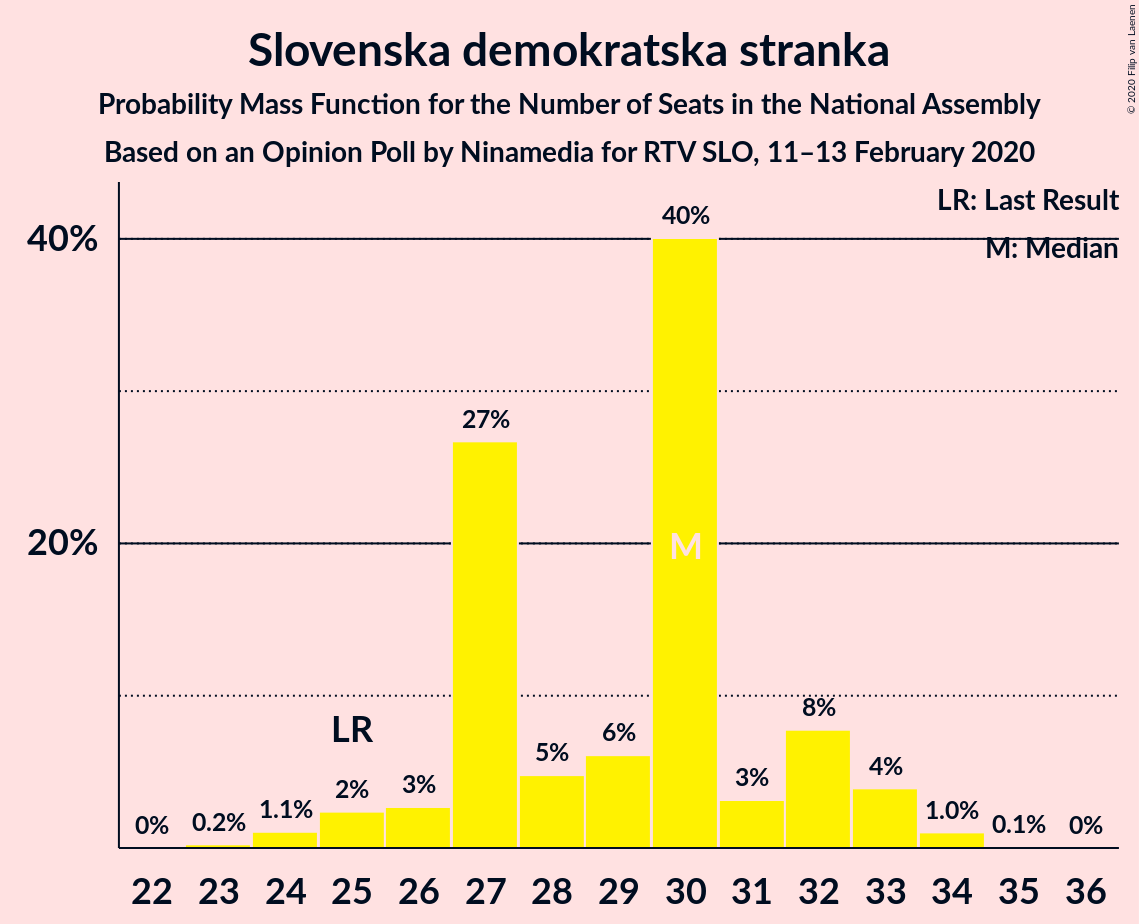 Slovenska demokratska stranka
Probability Mass Function for the Number of Seats in the National Assembly
Based on an Opinion Poll by Ninamedia for RTV SLO, 11–13 February 2020
© 2020 Filip van Laenen
LR: Last Result
M: Median
40%
20%
0%
0.2%
1.1%
2%
3%
27%
5%
6%
40%
3%
8%
4%
1.0%
0.1%
0%
LR
M
22 23 24 25 26 27 28 29 30 31 32 33 34 35 36